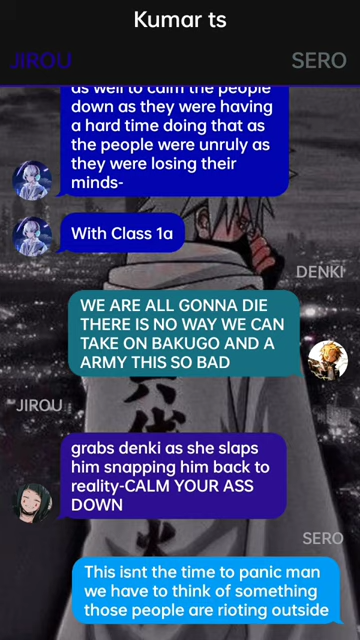 Kumar ts
JIROU
SERO
as well to calm the people
down as they were having
a hard time doing that as
the people were unruly as
they were losing their
minds-
With Class 1a
DENKI
WE ARE ALL GONNA DIE
THERE IS NO WAY WE CAN
TAKE ON BAKUGO AND A
ARMY THIS SO BAD
JIROU
grabs denki as she slaps
him snapping him back to
reality-CALM YOUR ASS
DOWN
SERO
This isnt the time to panic man
we have to think of something
those people are rioting outside